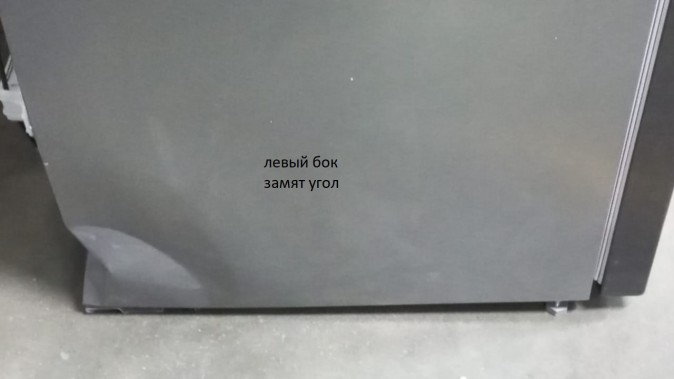 левый бок
замят угол